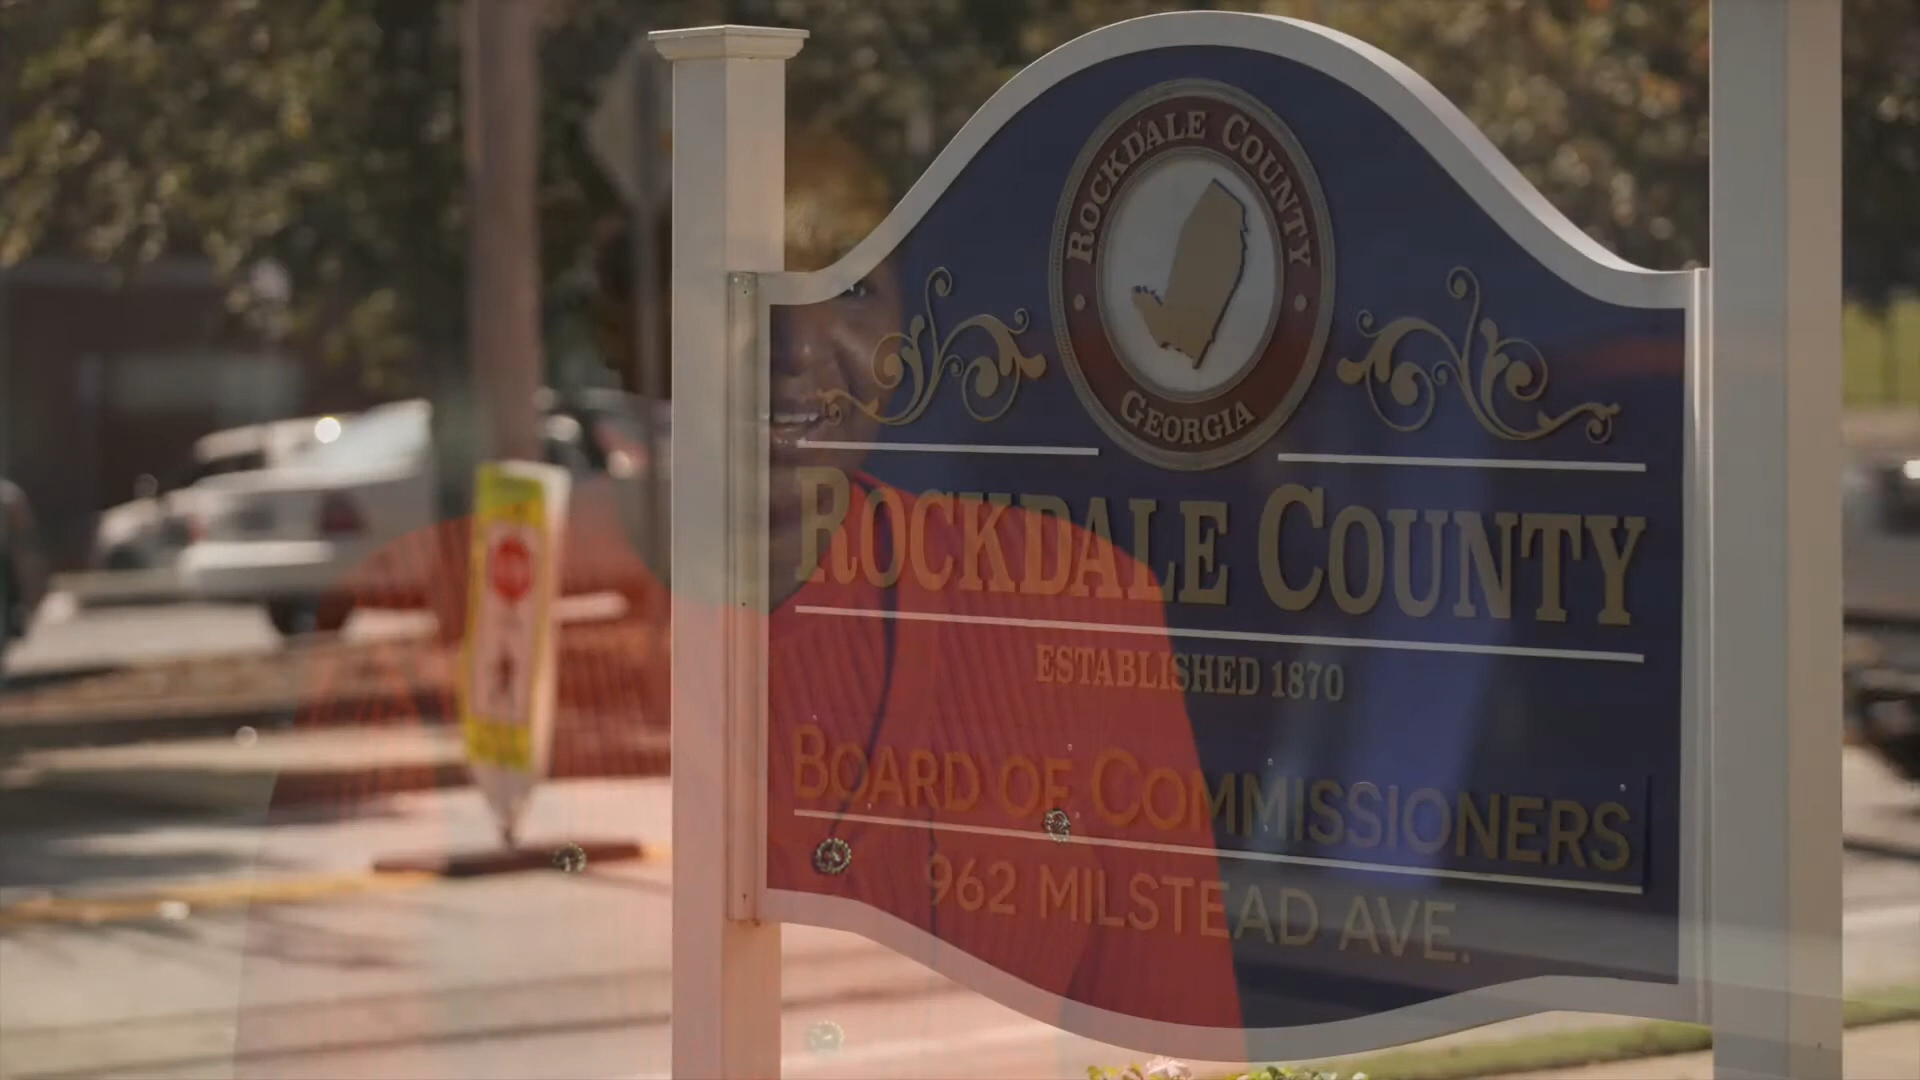 ROCKDALE COUNTY
GEORGIA
ROCKDALE COUNTY
ESTABLISHED 1870
BOARD OF COMMISSIONERS
962 MILSTEAD AVE.